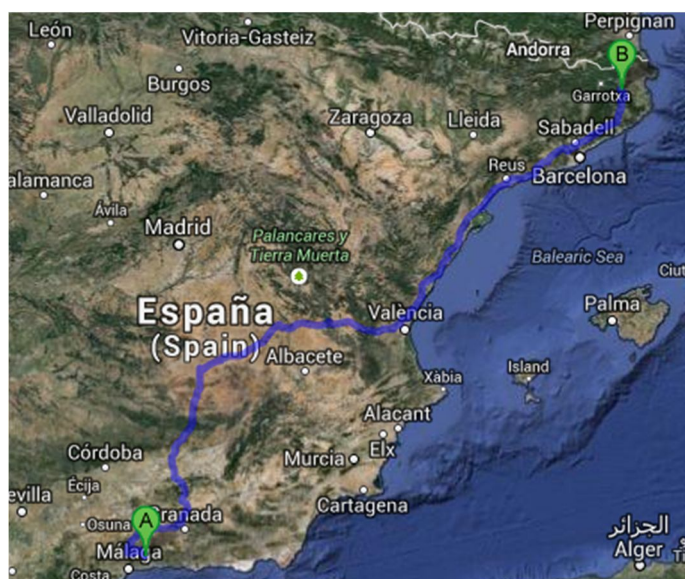 León
Vitoria-Gasteiz
Perpignan
Andorra
B
Burgos
Garrotxa
Valladolid
Zaragoza
Lleida
Sabadell
Reus
Barcelona
alamanca
Ávila
Madrid
Palancares y
Tierra Muerta
Balearic Sea
Ciut
Palma
España
(Spain)
València
Albacete
Island
Xàbia
Alacant
Elx
Murcia
Córdoba
Cartagena
Écija
evilla
Osuna
A
Granada
Málaga
Costa
الجزائر
Alger